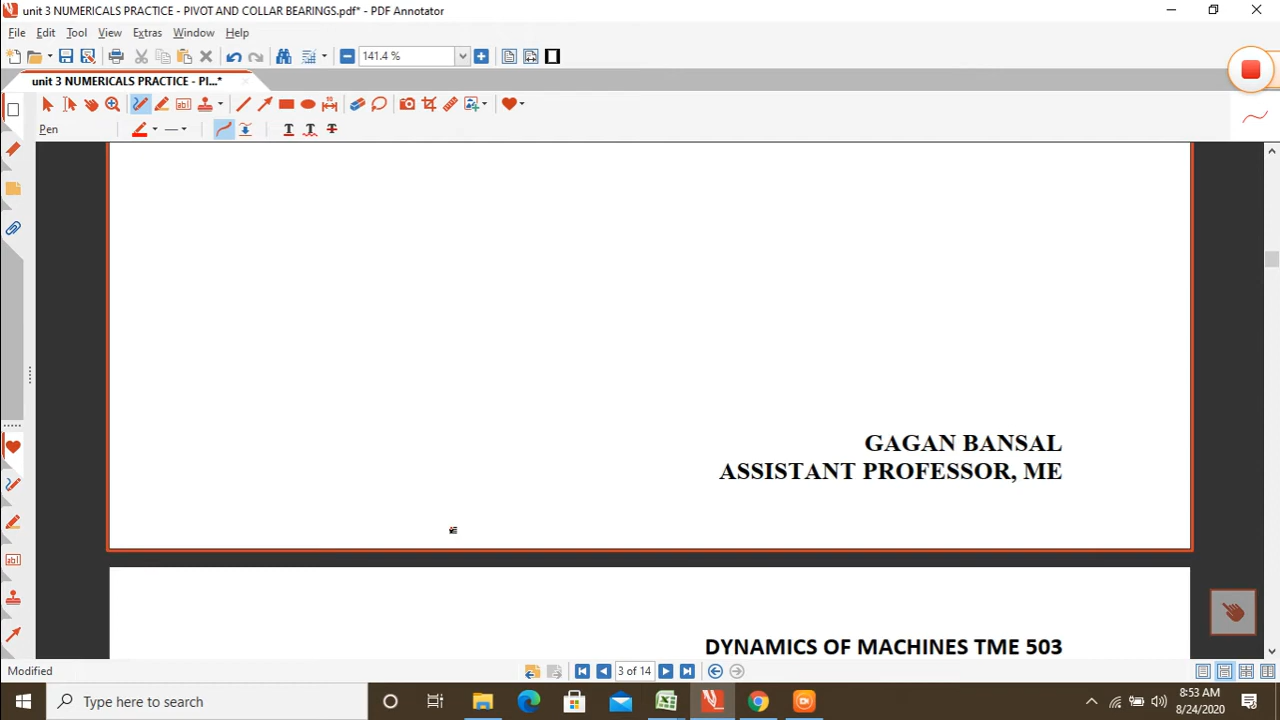 unit 3 NUMERICALS PRACTICE - PIVOT AND COLLAR BEARINGS.pdf* - PDF Annotator
File Edit Tool View Extras Window Help
141.4 %
unit 3 NUMERICALS PRACTICE - PI...*
Pen
GAGAN BANSAL
ASSISTANT PROFESSOR, ME
DYNAMICS OF MACHINES TME 503
Modified
3 of 14
Type here to search
8:53 AM
8/24/2020